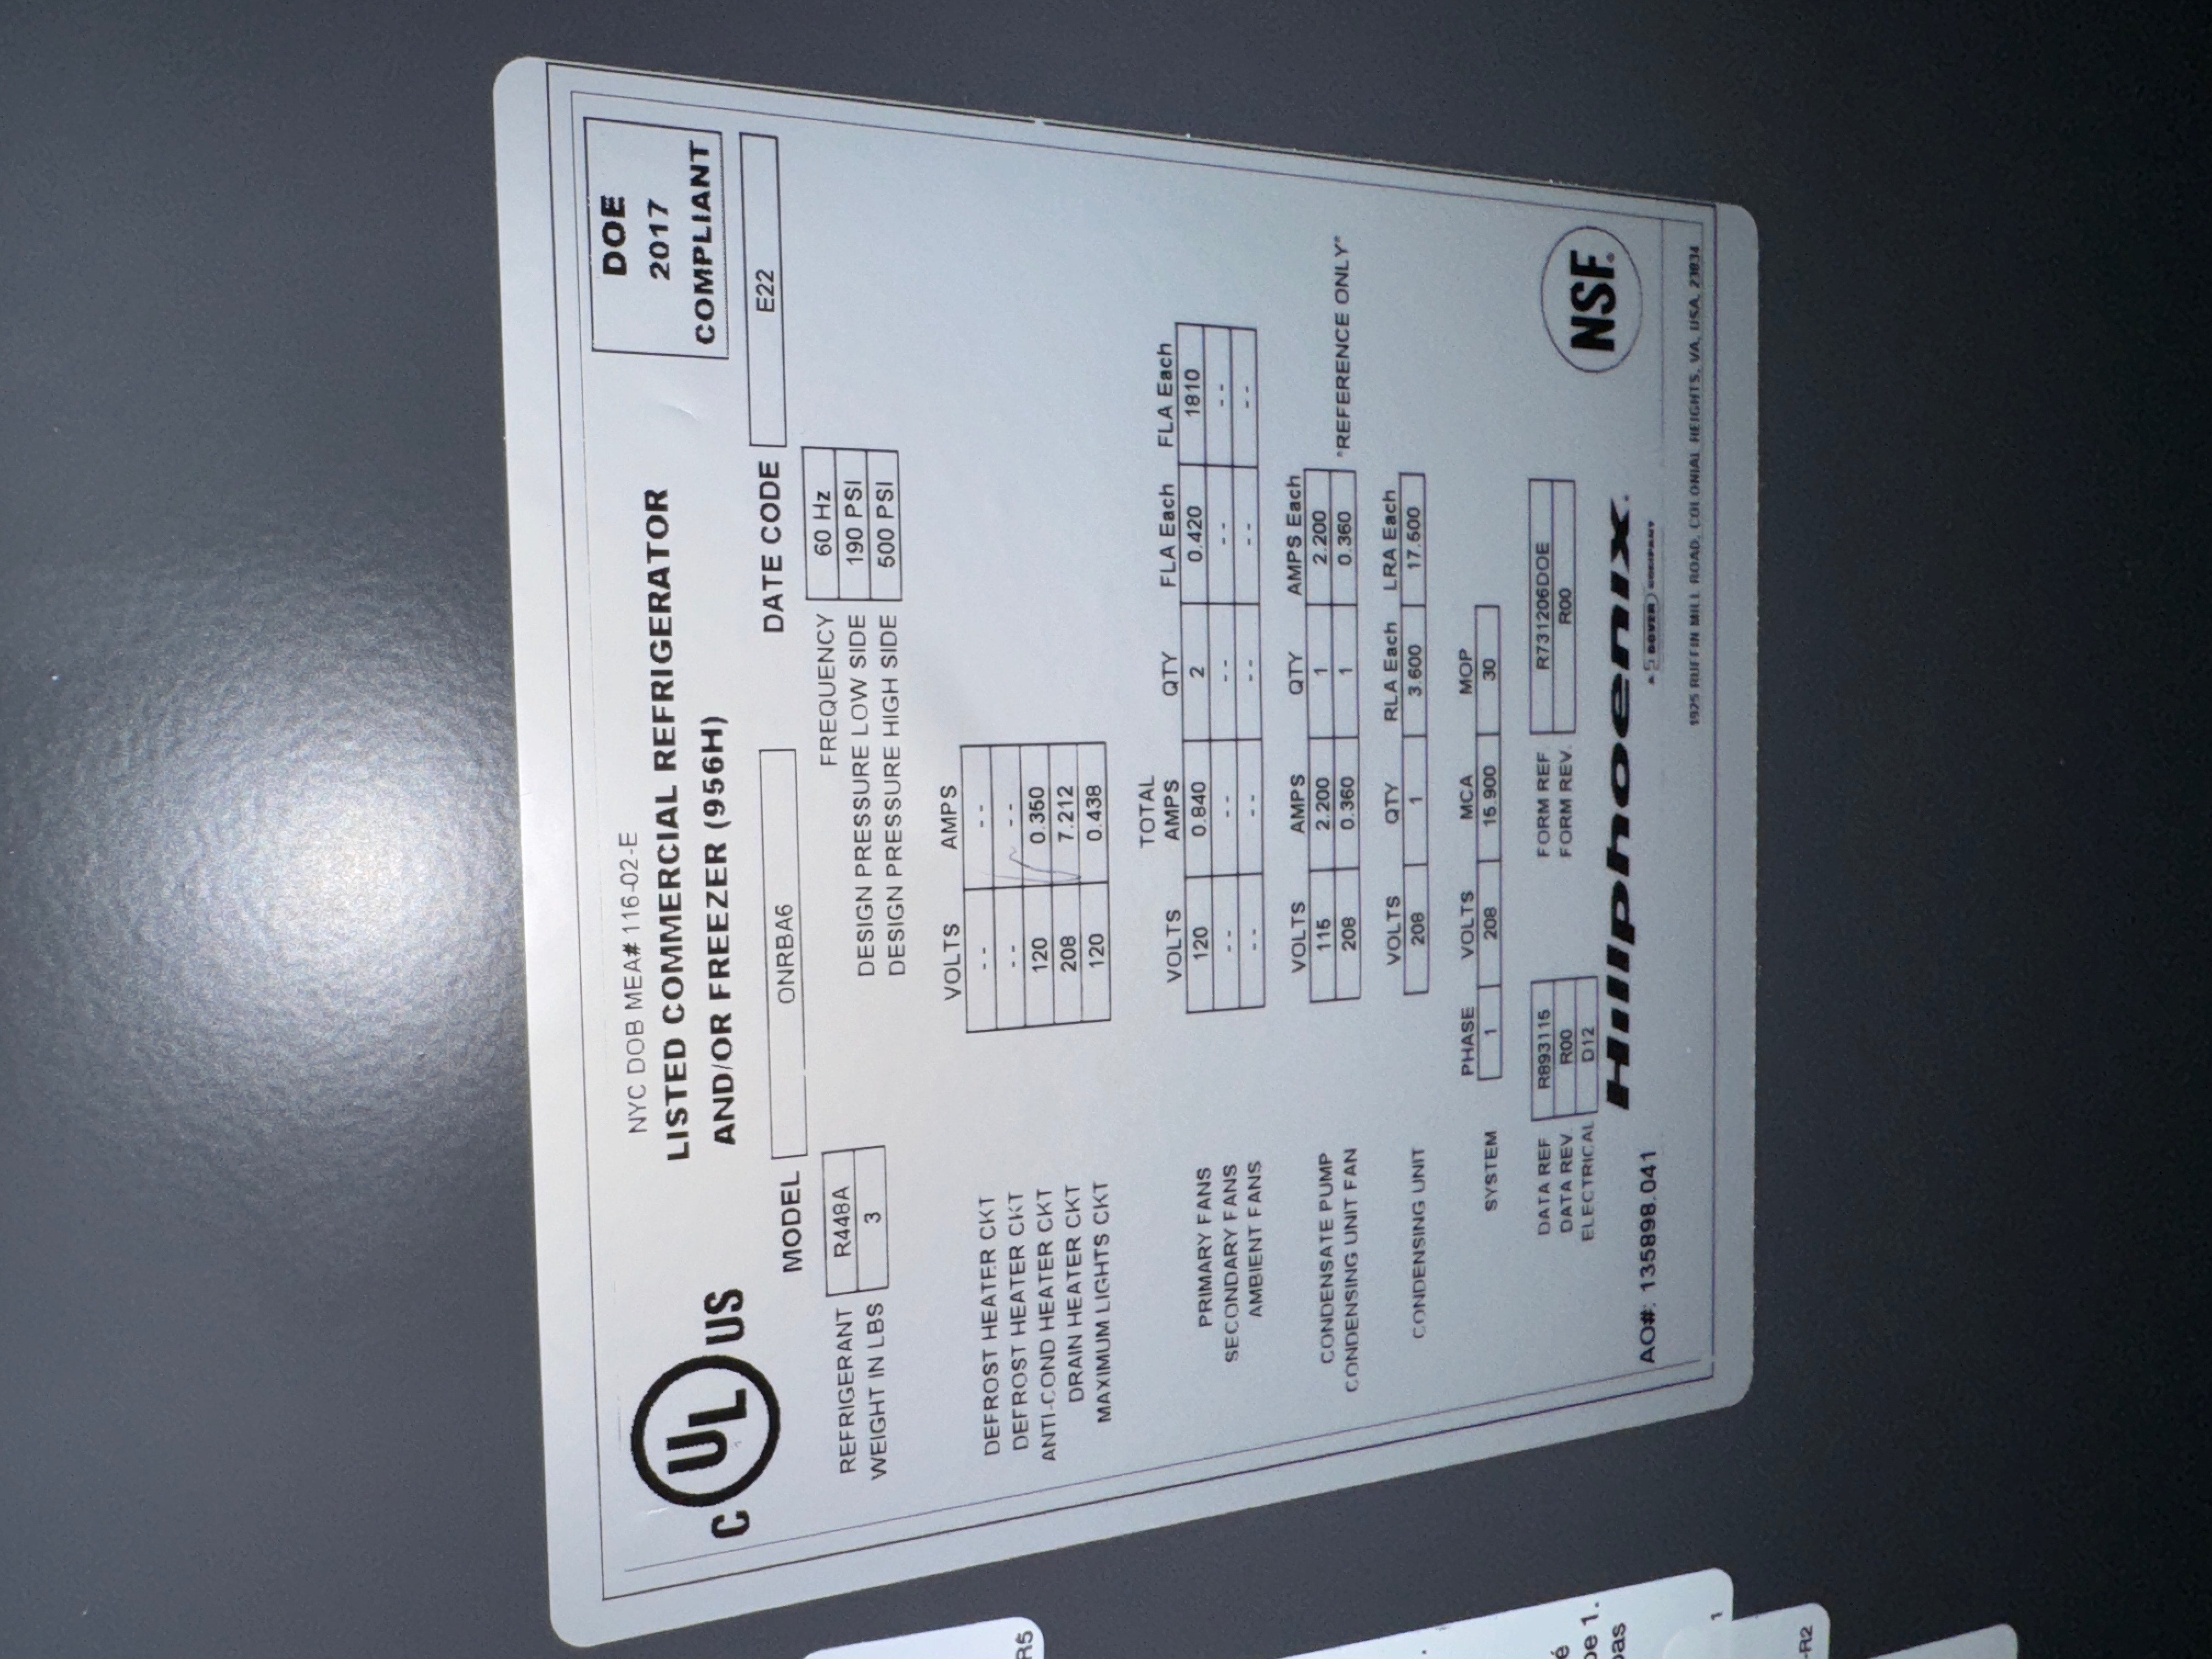 C UL US
NYC DOB MEA# 116-02-E
LISTED COMMERCIAL REFRIGERATOR
AND/OR FREEZER (956H)
DOE
2017
COMPLIANT
MODEL ONRBA6 DATE CODE E22
REFRIGERANT R448A FREQUENCY 60 Hz
WEIGHT IN LBS 3 DESIGN PRESSURE LOW SIDE 190 PSI
DESIGN PRESSURE HIGH SIDE 500 PSI
VOLTS AMPS
DEFROST HEATER CKT -- --
DEFROST HEATER CKT -- --
ANTI-COND HEATER CKT 120 0.350
DRAIN HEATER CKT 208 7.212
MAXIMUM LIGHTS CKT 120 0.438
TOTAL
VOLTS AMPS QTY FLA Each FLA Each
PRIMARY FANS 120 0.840 2 0.420 1810
SECONDARY FANS -- -- -- -- --
AMBIENT FANS -- -- -- -- --
VOLTS AMPS QTY AMPS Each
CONDENSATE PUMP 115 2.200 1 2.200
CONDENSING UNIT FAN 208 0.360 1 0.360 *REFERENCE ONLY*
VOLTS QTY RLA Each LRA Each
CONDENSING UNIT 208 1 3.600 17.500
PHASE VOLTS MCA MOP
SYSTEM 1 208 15.900 30
DATA REF R893115 FORM REF R731206DOE
DATA REV. R00 FORM REV. R00
ELECTRICAL D12
AO#: 135898.041
Hillphoenix.
A DOVER COMPANY
NSF.
1925 RUFFIN MILL ROAD, COLONIAL HEIGHTS, VA, USA, 23834
R5
é
pe 1.
pas
1
-R2